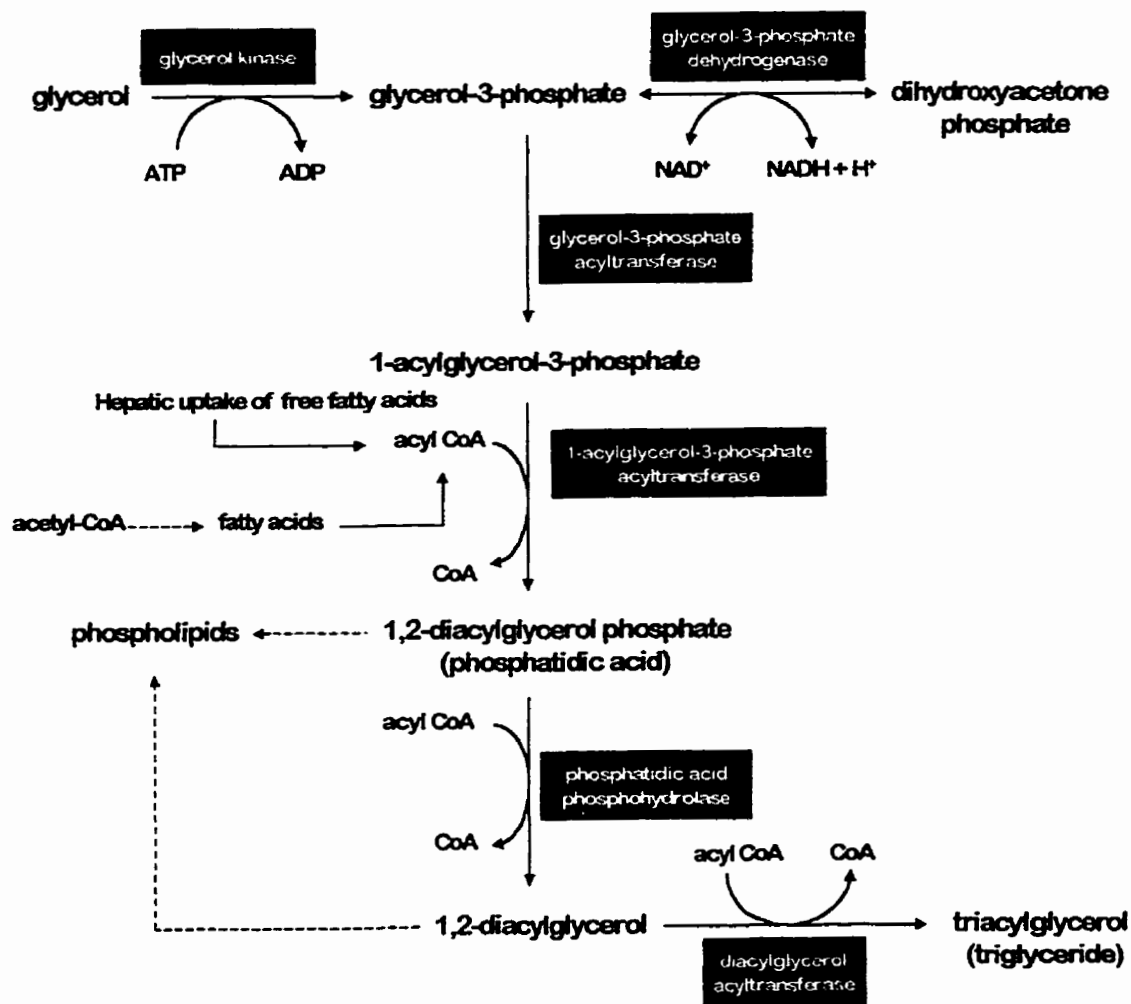 glycerol kinase
glycerol-3-phosphate
dehydrogenase
glycerol
glycerol-3-phosphate
dihydroxyacetone
phosphate
ATP
ADP
NAD⁺
NADH + H⁺
glycerol-3-phosphate
acyltransferase
1-acylglycerol-3-phosphate
Hepatic uptake of free fatty acids
acyl CoA
1-acylglycerol-3-phosphate
acyltransferase
acetyl-CoA
fatty acids
CoA
phospholipids
1,2-diacylglycerol phosphate
(phosphatidic acid)
acyl CoA
phosphatidic acid
phosphohydrolase
CoA
acyl CoA
CoA
1,2-diacylglycerol
triacylglycerol
(triglyceride)
diacylglycerol
acyltransferase